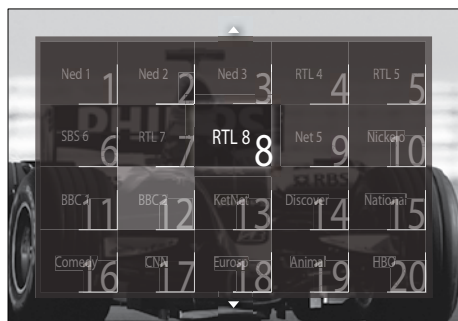 Ned 1 1 Ned 2 2 Ned 3 3 RTL 4 4 RTL 5 5
SBS 6 6 RTL 7 7 RTL 8 8 Net 5 9 Nickelo 10
BBC 1 11 BBC 2 12 KetNet 13 Discover 14 National 15
Comedy 16 CNN 17 Eurosp 18 Animal 19 HBO 20
PHILIPS
RBS